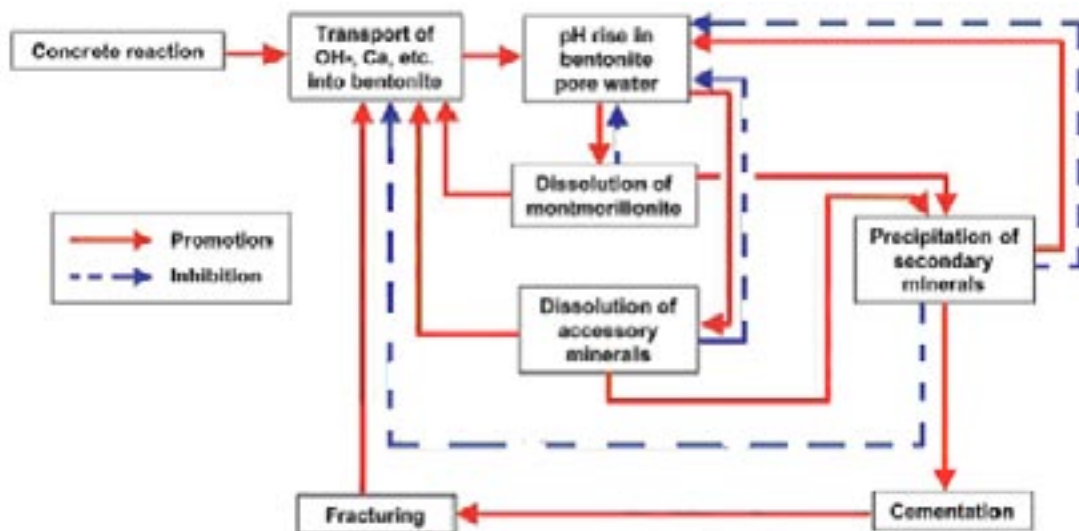 Concrete reaction
Transport of
OH-, Ca, etc.
into bentonite
pH rise in
bentonite
pore water
Dissolution of
montmorillonite
Promotion
Inhibition
Precipitation of
secondary
minerals
Dissolution of
accessory
minerals
Fracturing
Cementation